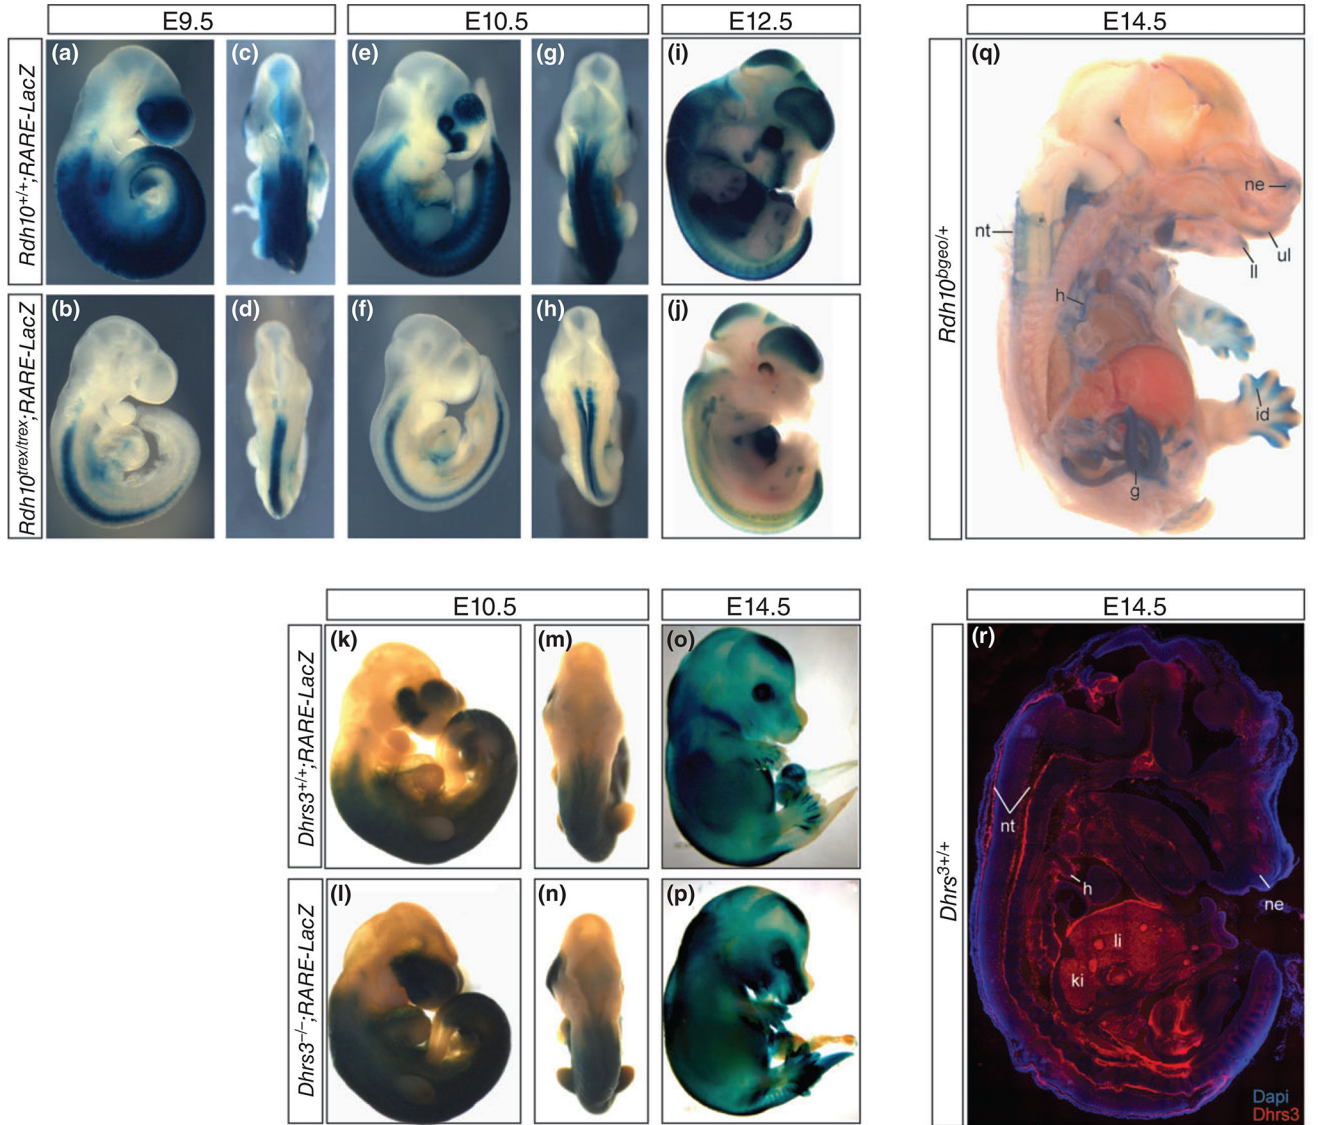 E9.5
E10.5
E12.5
E14.5
Rdh10+/+;RARE-LacZ
(a)
(c)
(e)
(g)
(i)
(q)
Rdh10bgeo/+
ne
nt
ul
ll
h
id
g
Rdh10trex/trex;RARE-LacZ
(b)
(d)
(f)
(h)
(j)
E10.5
E14.5
E14.5
Dhrs3+/+;RARE-LacZ
(k)
(m)
(o)
(r)
Dhrs3+/+
nt
h
ne
li
ki
Dhrs3–/–;RARE-LacZ
(l)
(n)
(p)
Dapi
Dhrs3